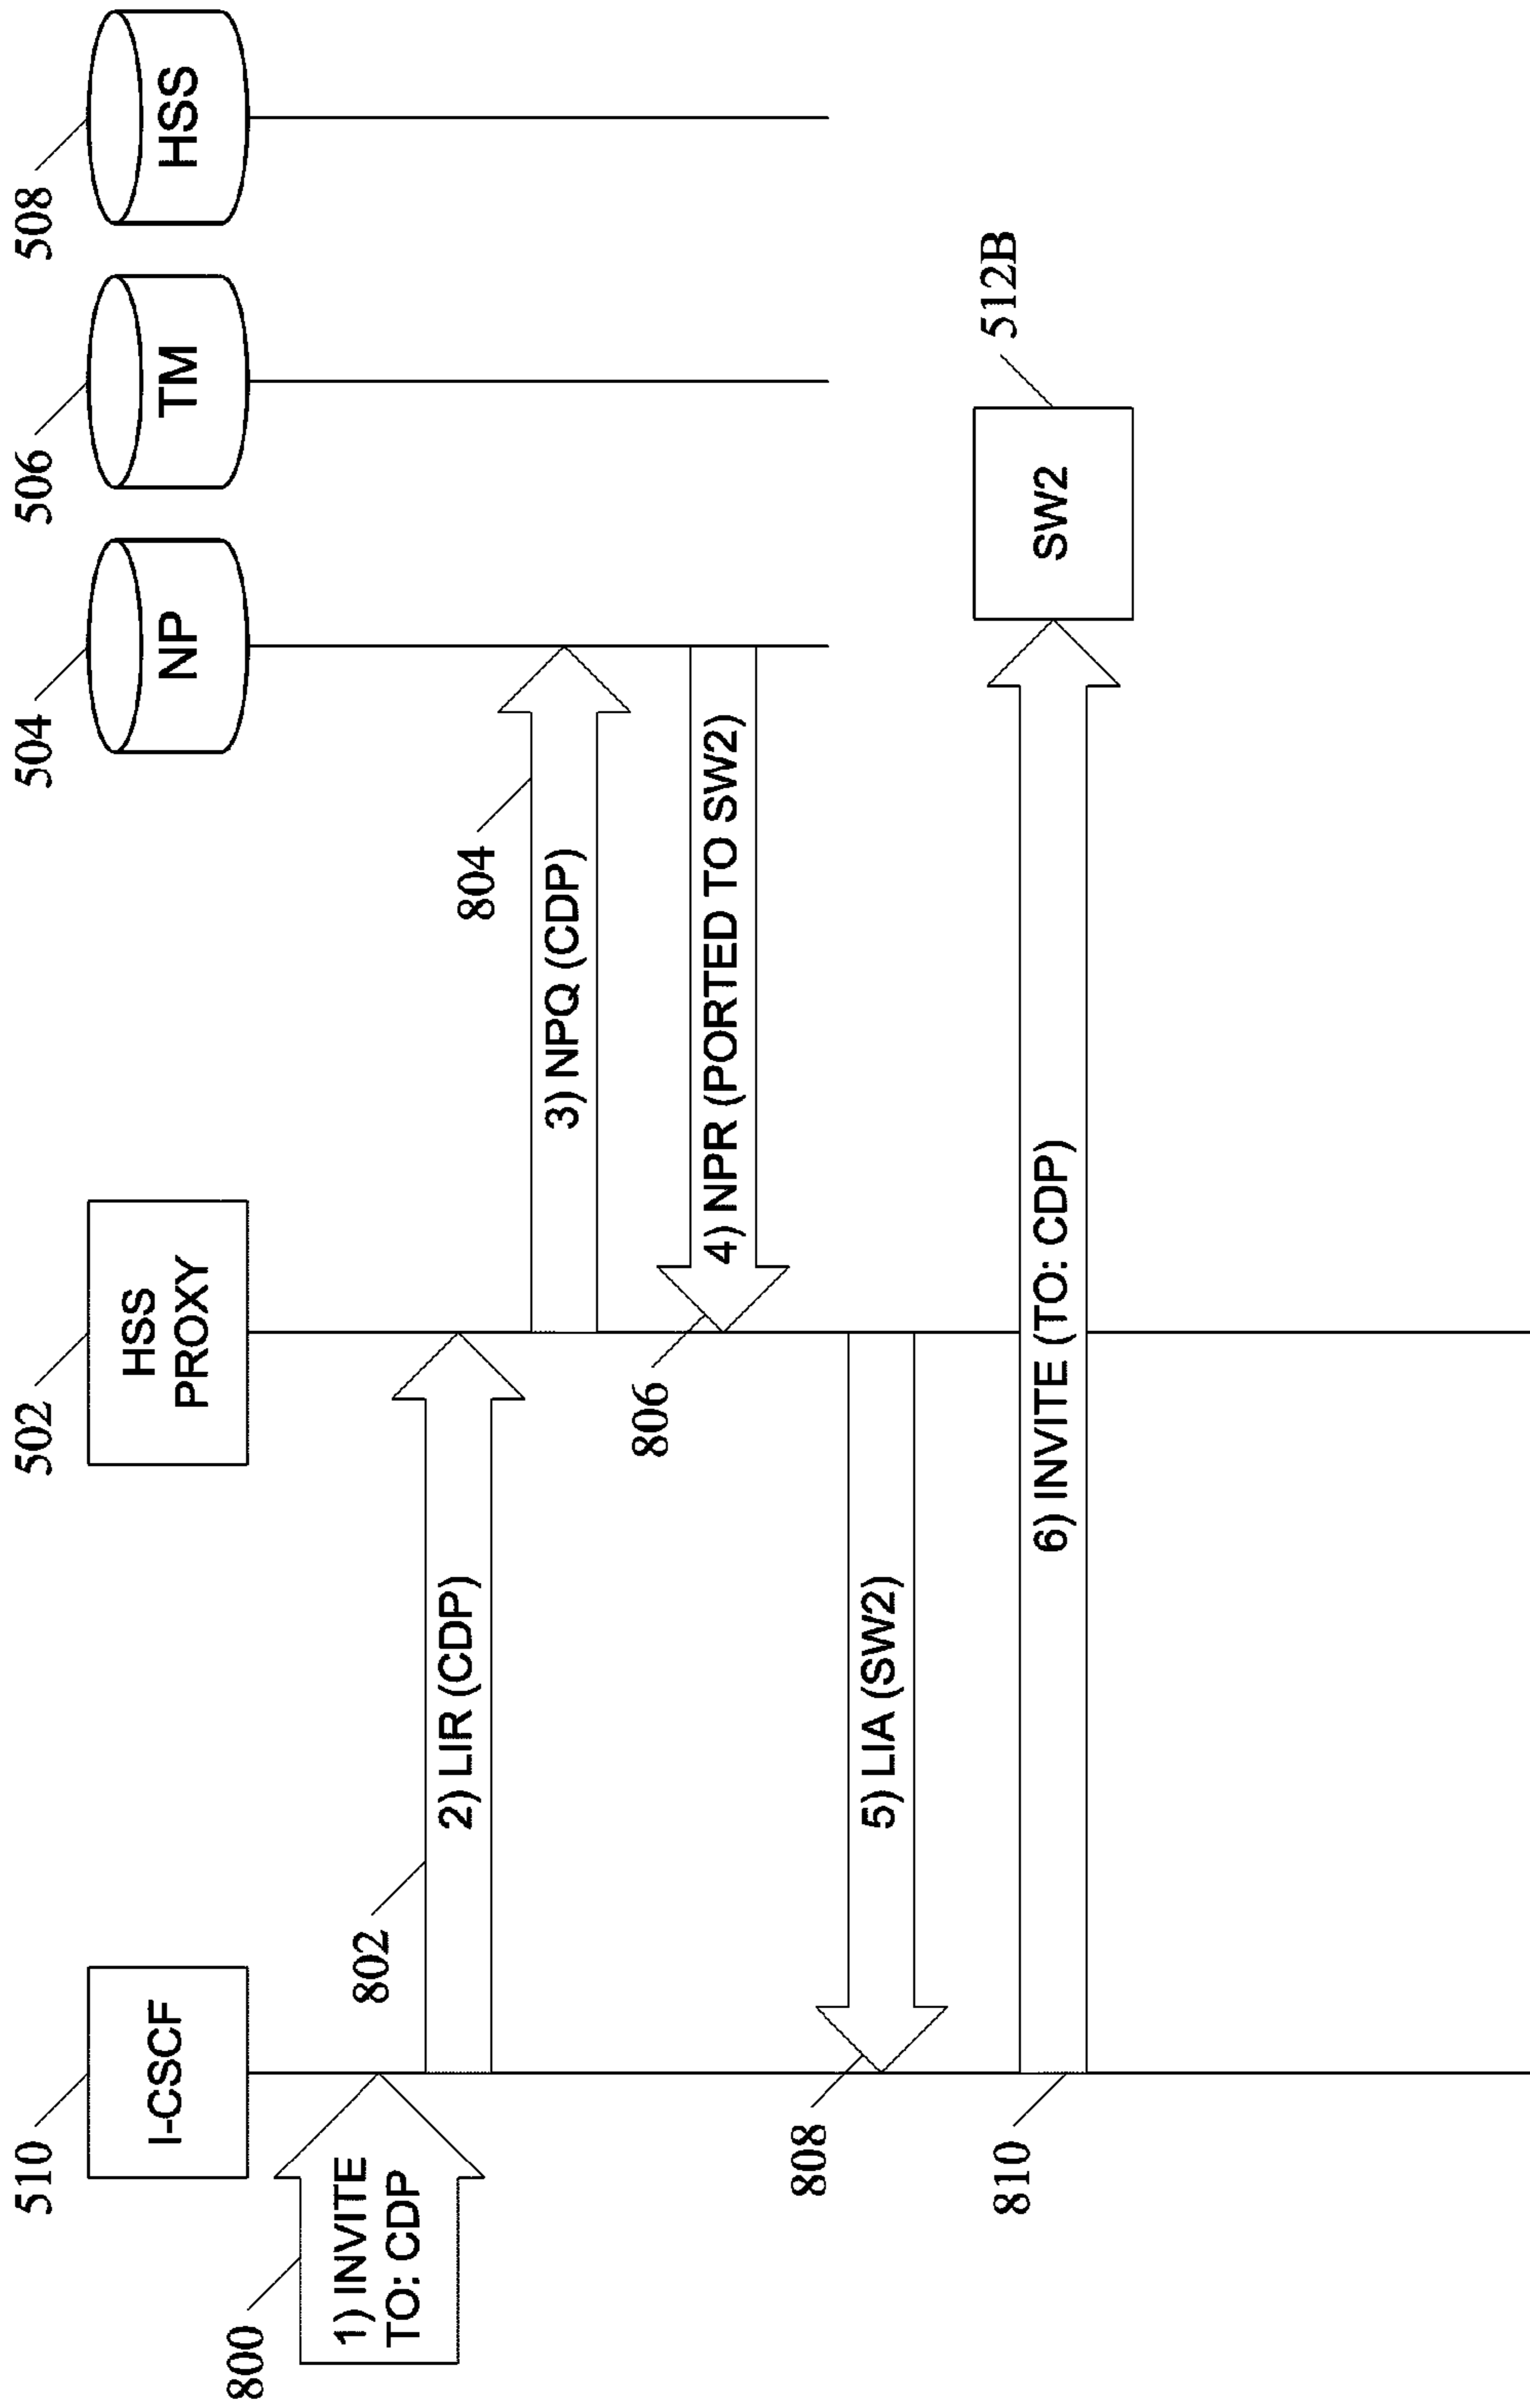 510
I-CSCF
502
HSS
PROXY
504
NP
506
TM
508
HSS
800
1) INVITE
TO: CDP
802
2) LIR (CDP)
804
3) NPQ (CDP)
806
4) NPR (PORTED TO SW2)
808
5) LIA (SW2)
810
6) INVITE (TO: CDP)
SW2
512B